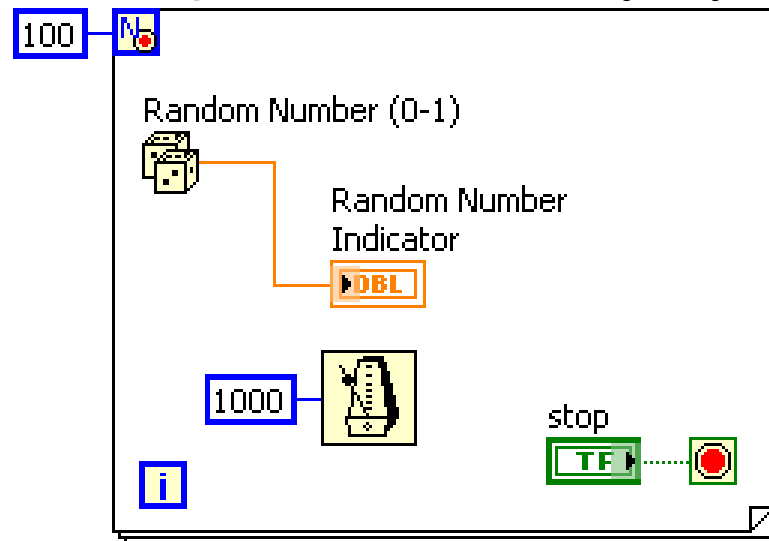 100 N
Random Number (0-1)
Random Number
Indicator
DBL
1000
stop
TF
i